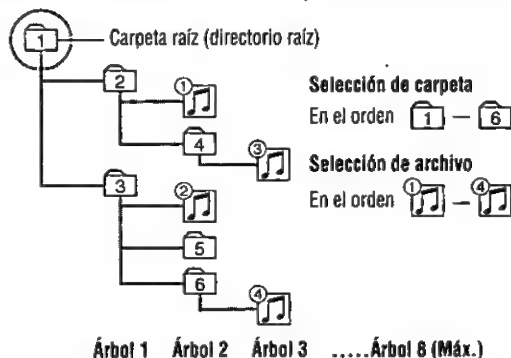 1 Carpeta raíz (directorio raíz)
2
①
4
③
3
②
5
6
④
Selección de carpeta
En el orden 1 – 6
Selección de archivo
En el orden ① – ④
Árbol 1 Árbol 2 Árbol 3 .....Árbol 8 (Máx.)